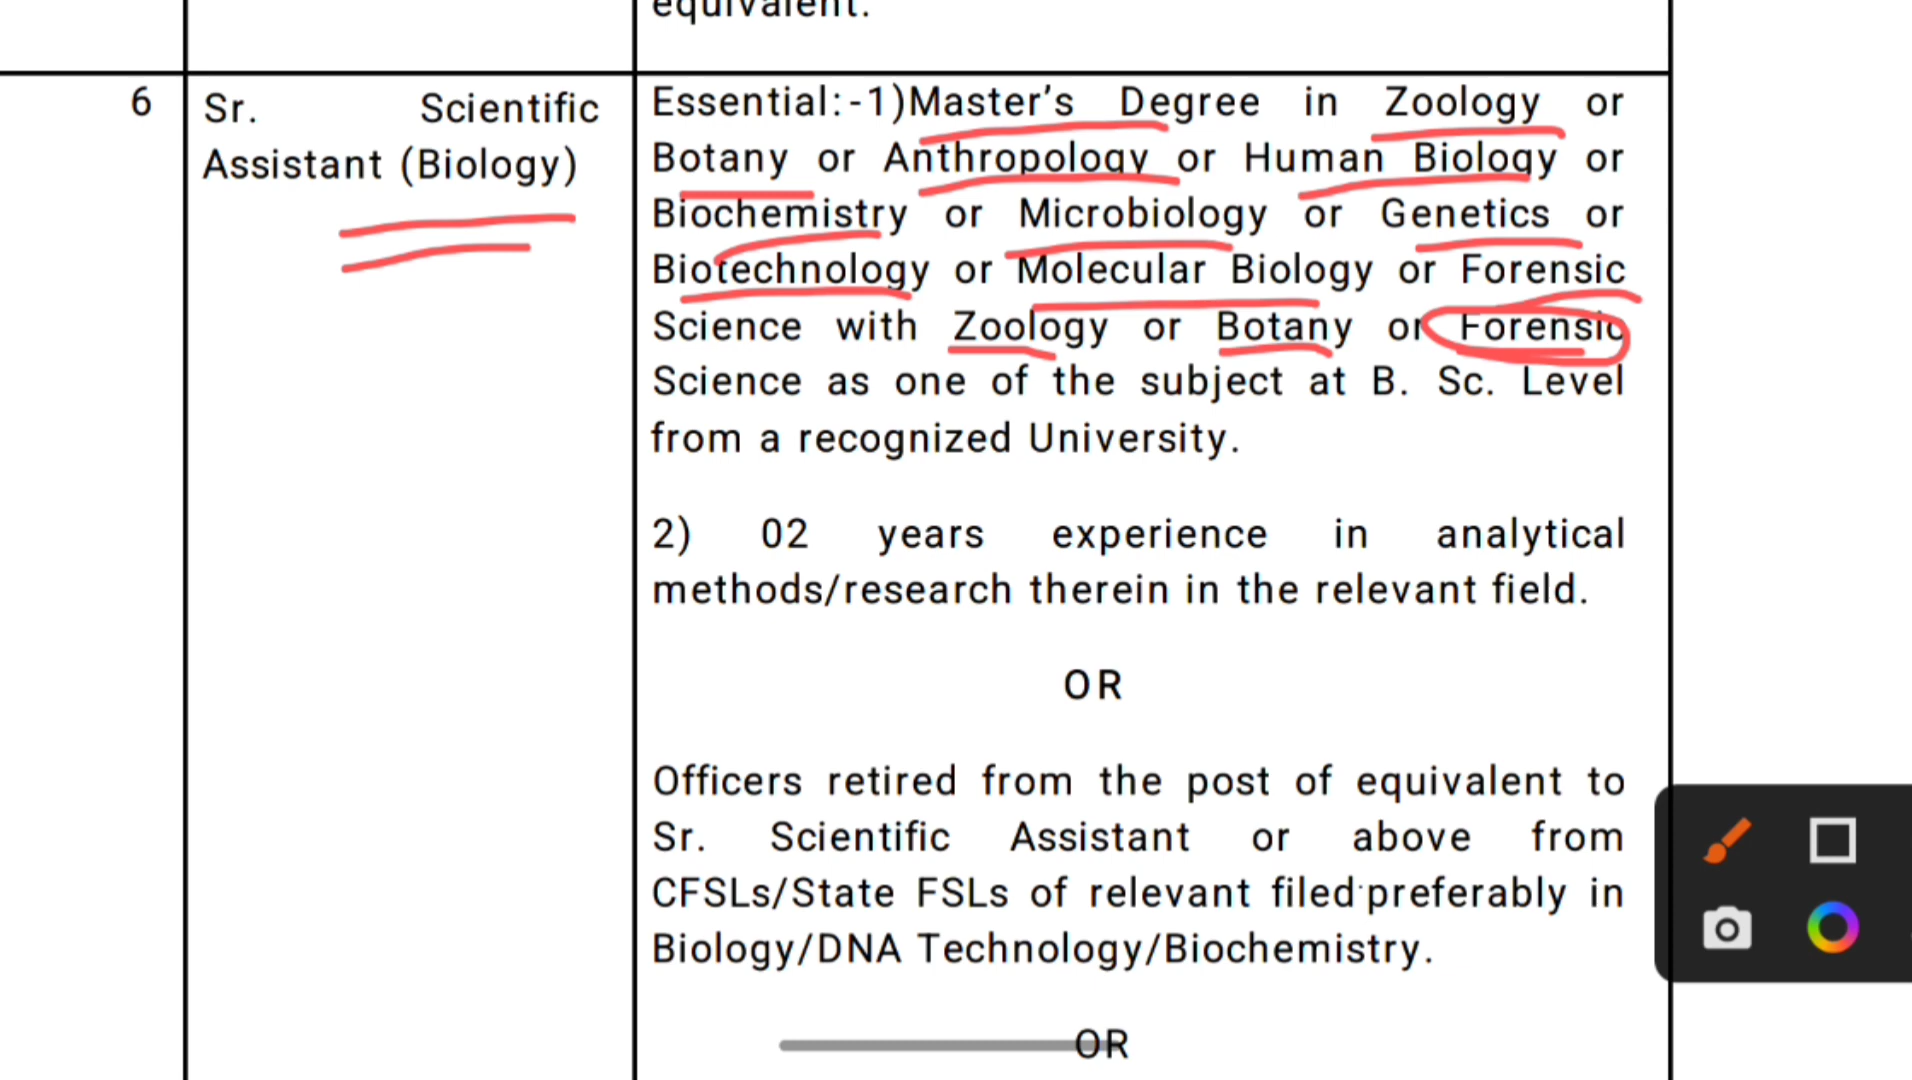 equivalent.
6
Sr. Scientific
Assistant (Biology)
Essential:-1)Master’s Degree in Zoology or
Botany or Anthropology or Human Biology or
Biochemistry or Microbiology or Genetics or
Biotechnology or Molecular Biology or Forensic
Science with Zoology or Botany or Forensic
Science as one of the subject at B. Sc. Level
from a recognized University.
2) 02 years experience in analytical
methods/research therein in the relevant field.
OR
Officers retired from the post of equivalent to
Sr. Scientific Assistant or above from
CFSLs/State FSLs of relevant filed preferably in
Biology/DNA Technology/Biochemistry.
OR